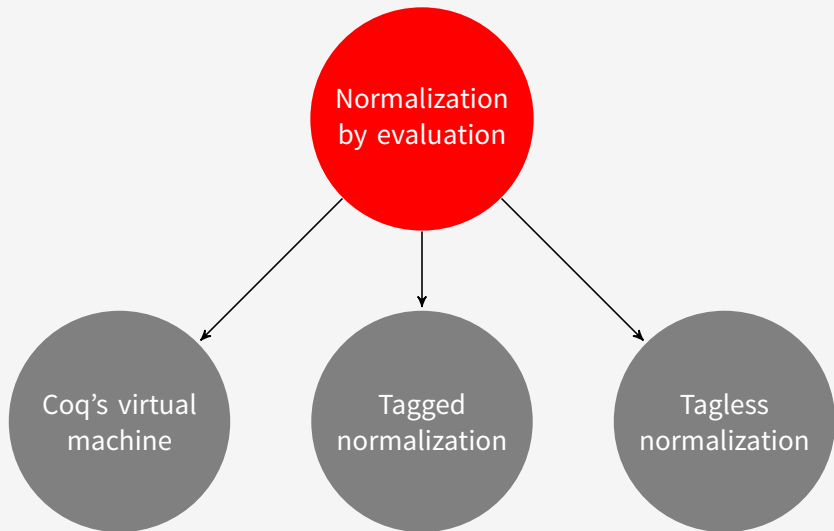 Normalization
by evaluation
Coq's virtual
machine
Tagged
normalization
Tagless
normalization